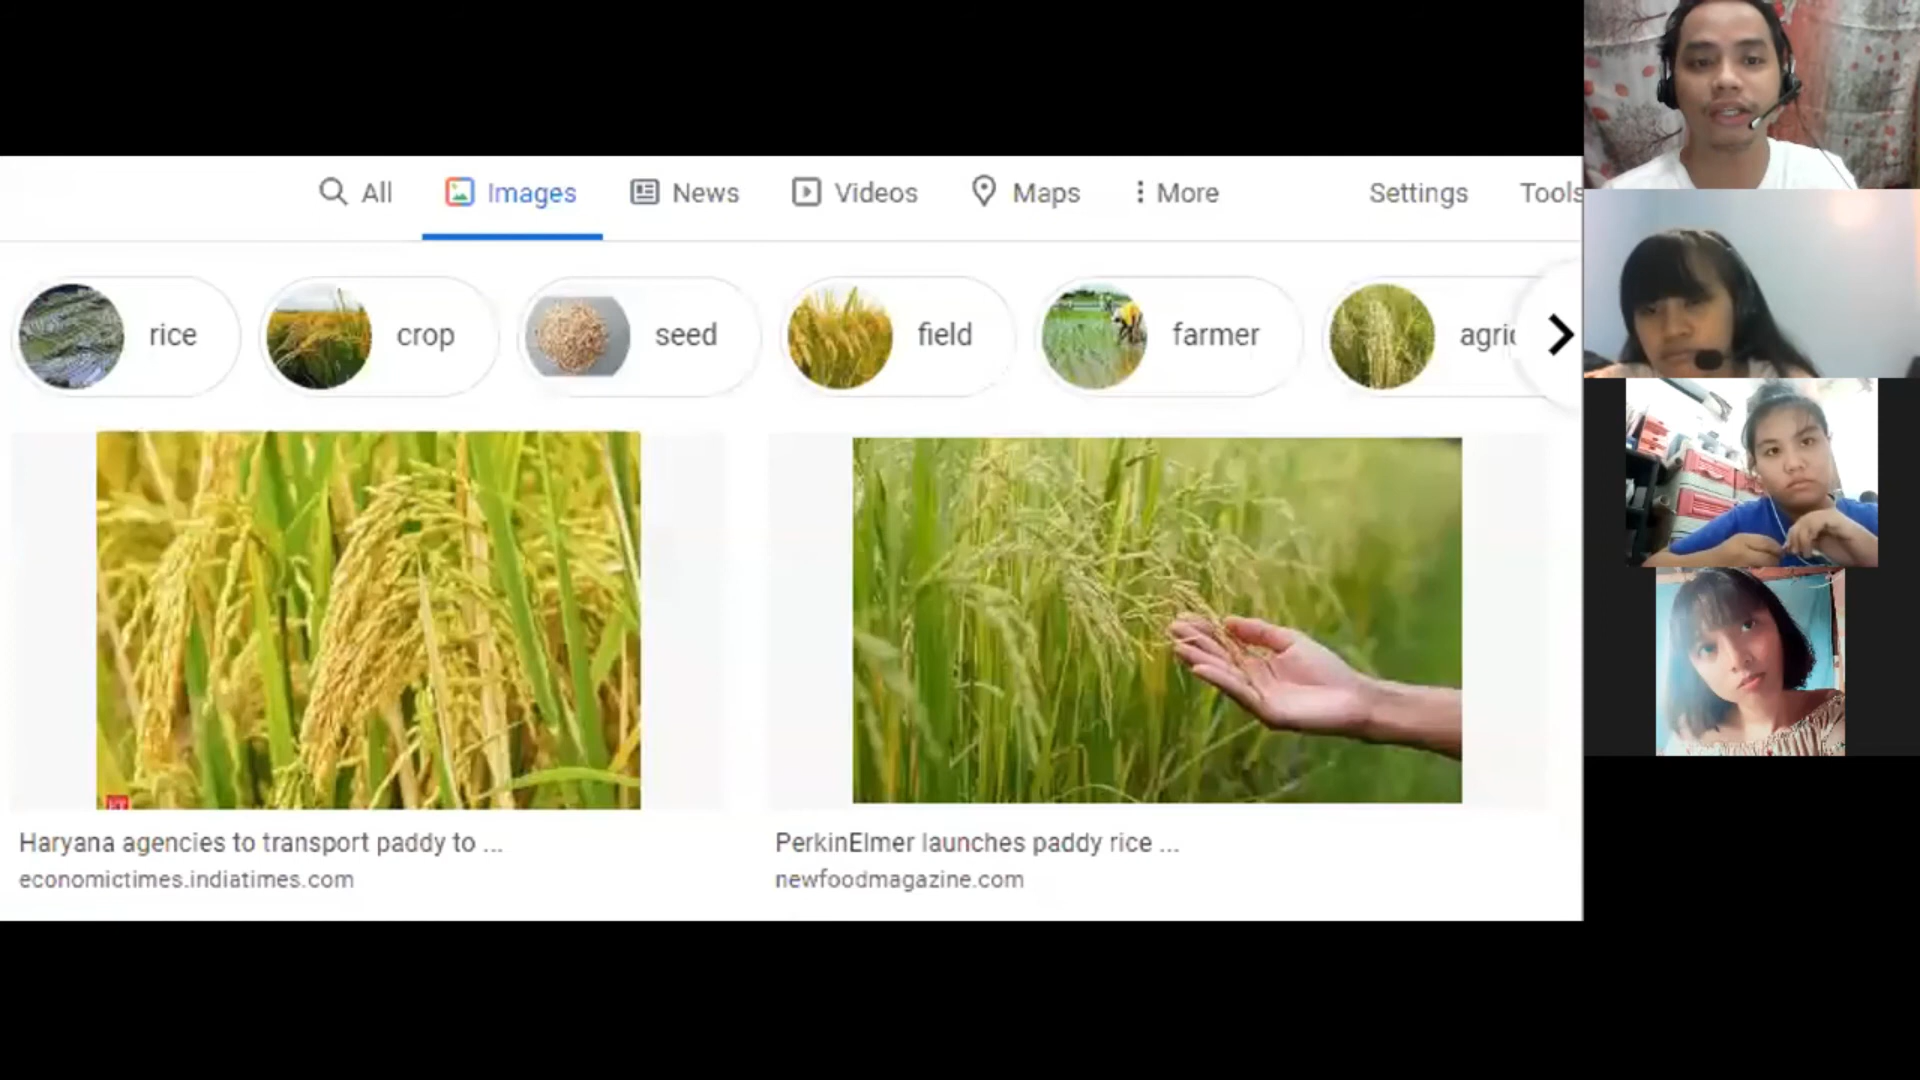 All Images News Videos Maps More Settings Tools
rice crop seed field farmer
Haryana agencies to transport paddy to ... 
economictimes.indiatimes.com
PerkinElmer launches paddy rice ...
newfoodmagazine.com